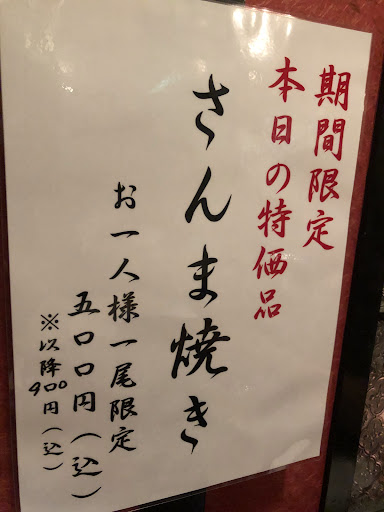 期間限定
本日の特価品
さんま焼き
お一人様一尾限定
五〇〇円（込）
※以降900円（込）